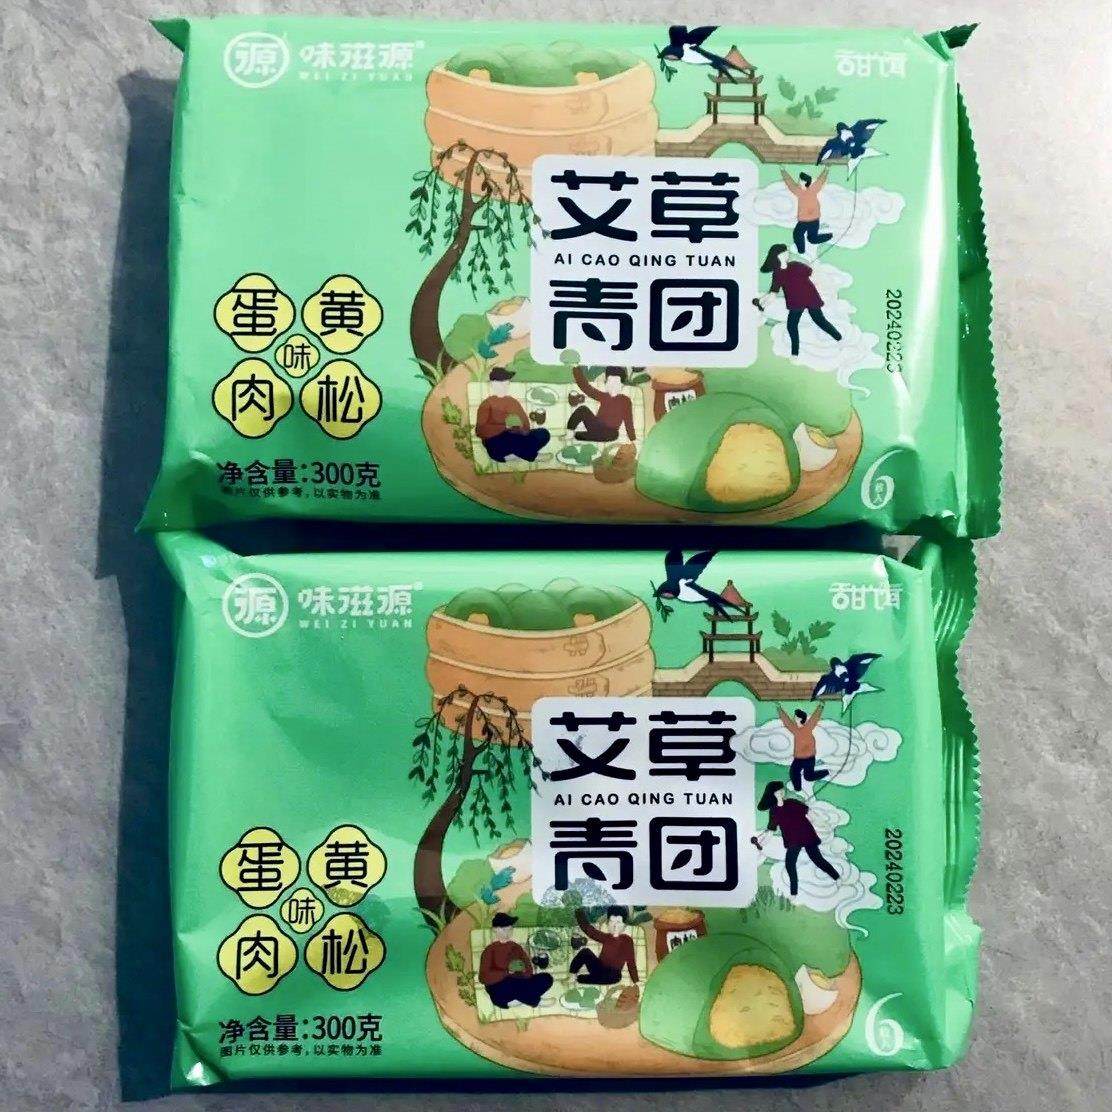 源 味滋源®
WEI ZI YUAN
艾草
AI CAO QING TUAN
青团
20240223
蛋黄
味
肉松
净含量:300克
图片仅供参考,以实物为准
6
源 味滋源®
WEI ZI YUAN
艾草
AI CAO QING TUAN
青团
20240223
蛋黄
味
肉松
净含量:300克
图片仅供参考,以实物为准
6